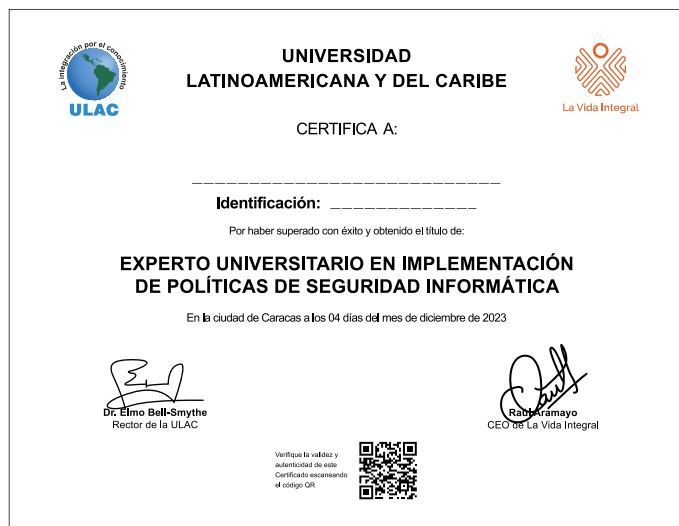 La integración por el conocimiento
ULAC
UNIVERSIDAD
LATINOAMERICANA Y DEL CARIBE
La Vida Integral
CERTIFICA A:
___________________________
Identificación: _____________
Por haber superado con éxito y obtenido el título de:
EXPERTO UNIVERSITARIO EN IMPLEMENTACIÓN
DE POLÍTICAS DE SEGURIDAD INFORMÁTICA
En la ciudad de Caracas a los 04 días del mes de diciembre de 2023
Dr. Elmo Bell-Smythe
Rector de la ULAC
Raúl Aramayo
CEO de La Vida Integral
Verifique la validez y
autenticidad de este
Certificado escaneando
el código QR